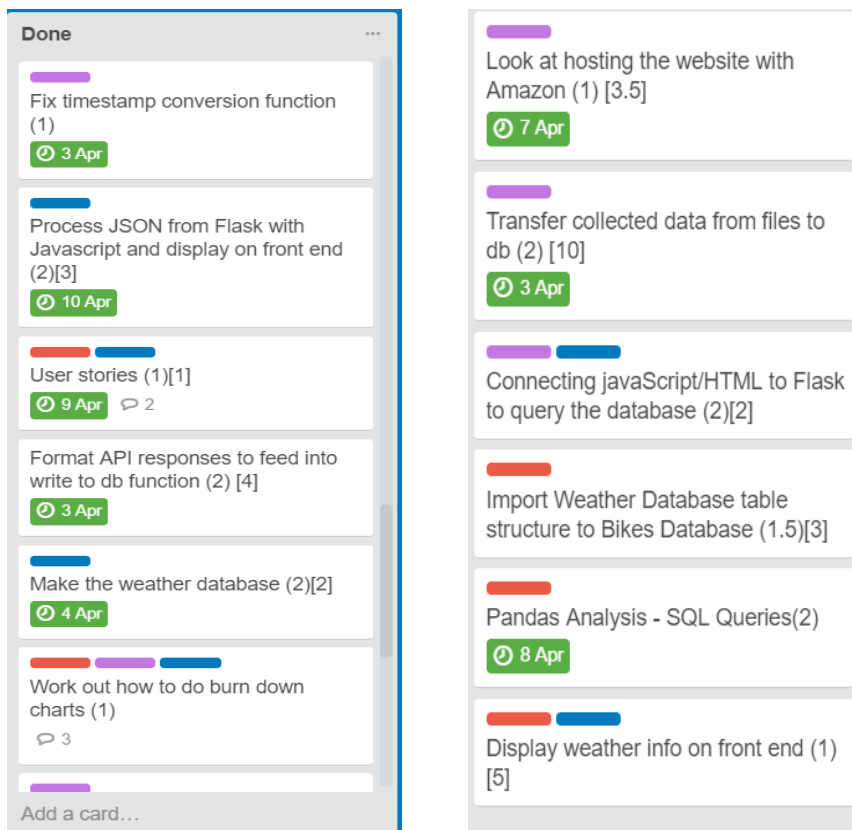 Done
Fix timestamp conversion function
(1)
3 Apr
Process JSON from Flask with
Javascript and display on front end
(2)[3]
10 Apr
User stories (1)[1]
9 Apr 2
Format API responses to feed into
write to db function (2) [4]
3 Apr
Make the weather database (2)[2]
4 Apr
Work out how to do burn down
charts (1)
3
Add a card...
Look at hosting the website with
Amazon (1) [3.5]
7 Apr
Transfer collected data from files to
db (2) [10]
3 Apr
Connecting javaScript/HTML to Flask
to query the database (2)[2]
Import Weather Database table
structure to Bikes Database (1.5)[3]
Pandas Analysis - SQL Queries(2)
8 Apr
Display weather info on front end (1)
[5]